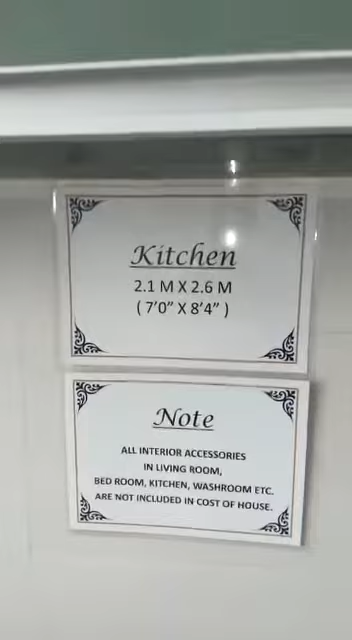 Kitchen
2.1 M X 2.6 M
( 7'0" X 8'4" )
Note
ALL INTERIOR ACCESSORIES
IN LIVING ROOM,
BED ROOM, KITCHEN, WASHROOM ETC.
ARE NOT INCLUDED IN COST OF HOUSE.